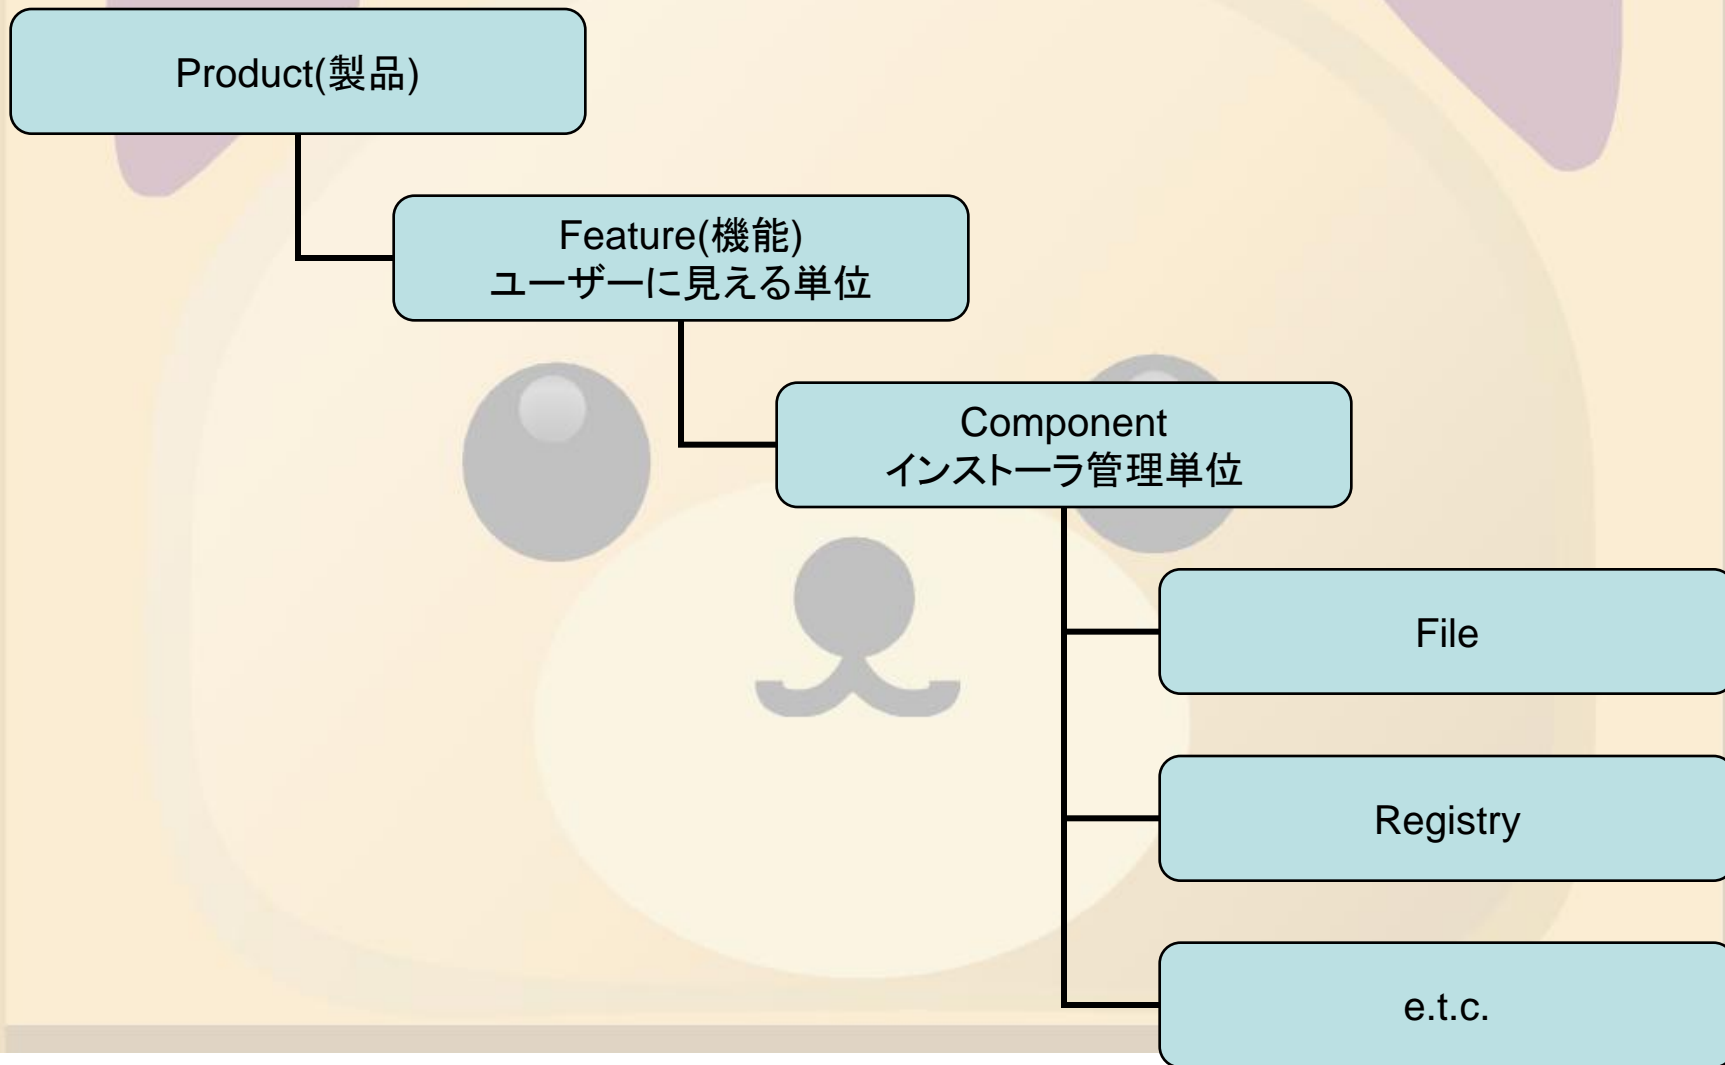 Product(製品)
Feature(機能)
ユーザーに見える単位
Component
インストーラ管理単位
File
Registry
e.t.c.